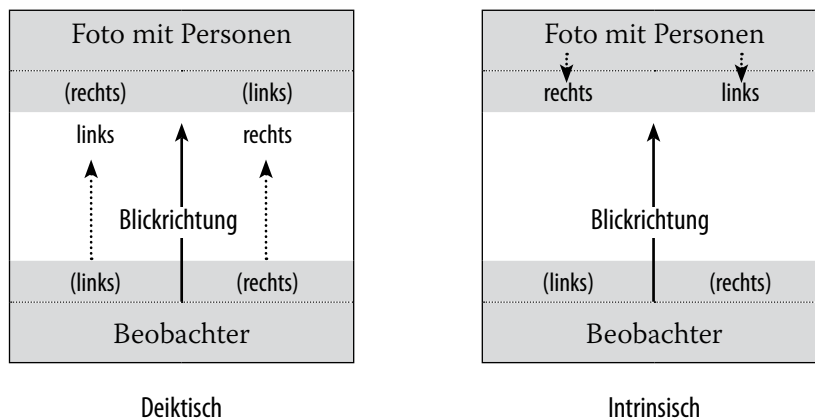 Foto mit Personen
(rechts) (links)
links rechts
Blickrichtung
(links) (rechts)
Beobachter
Deiktisch
Foto mit Personen
rechts links
Blickrichtung
(links) (rechts)
Beobachter
Intrinsisch